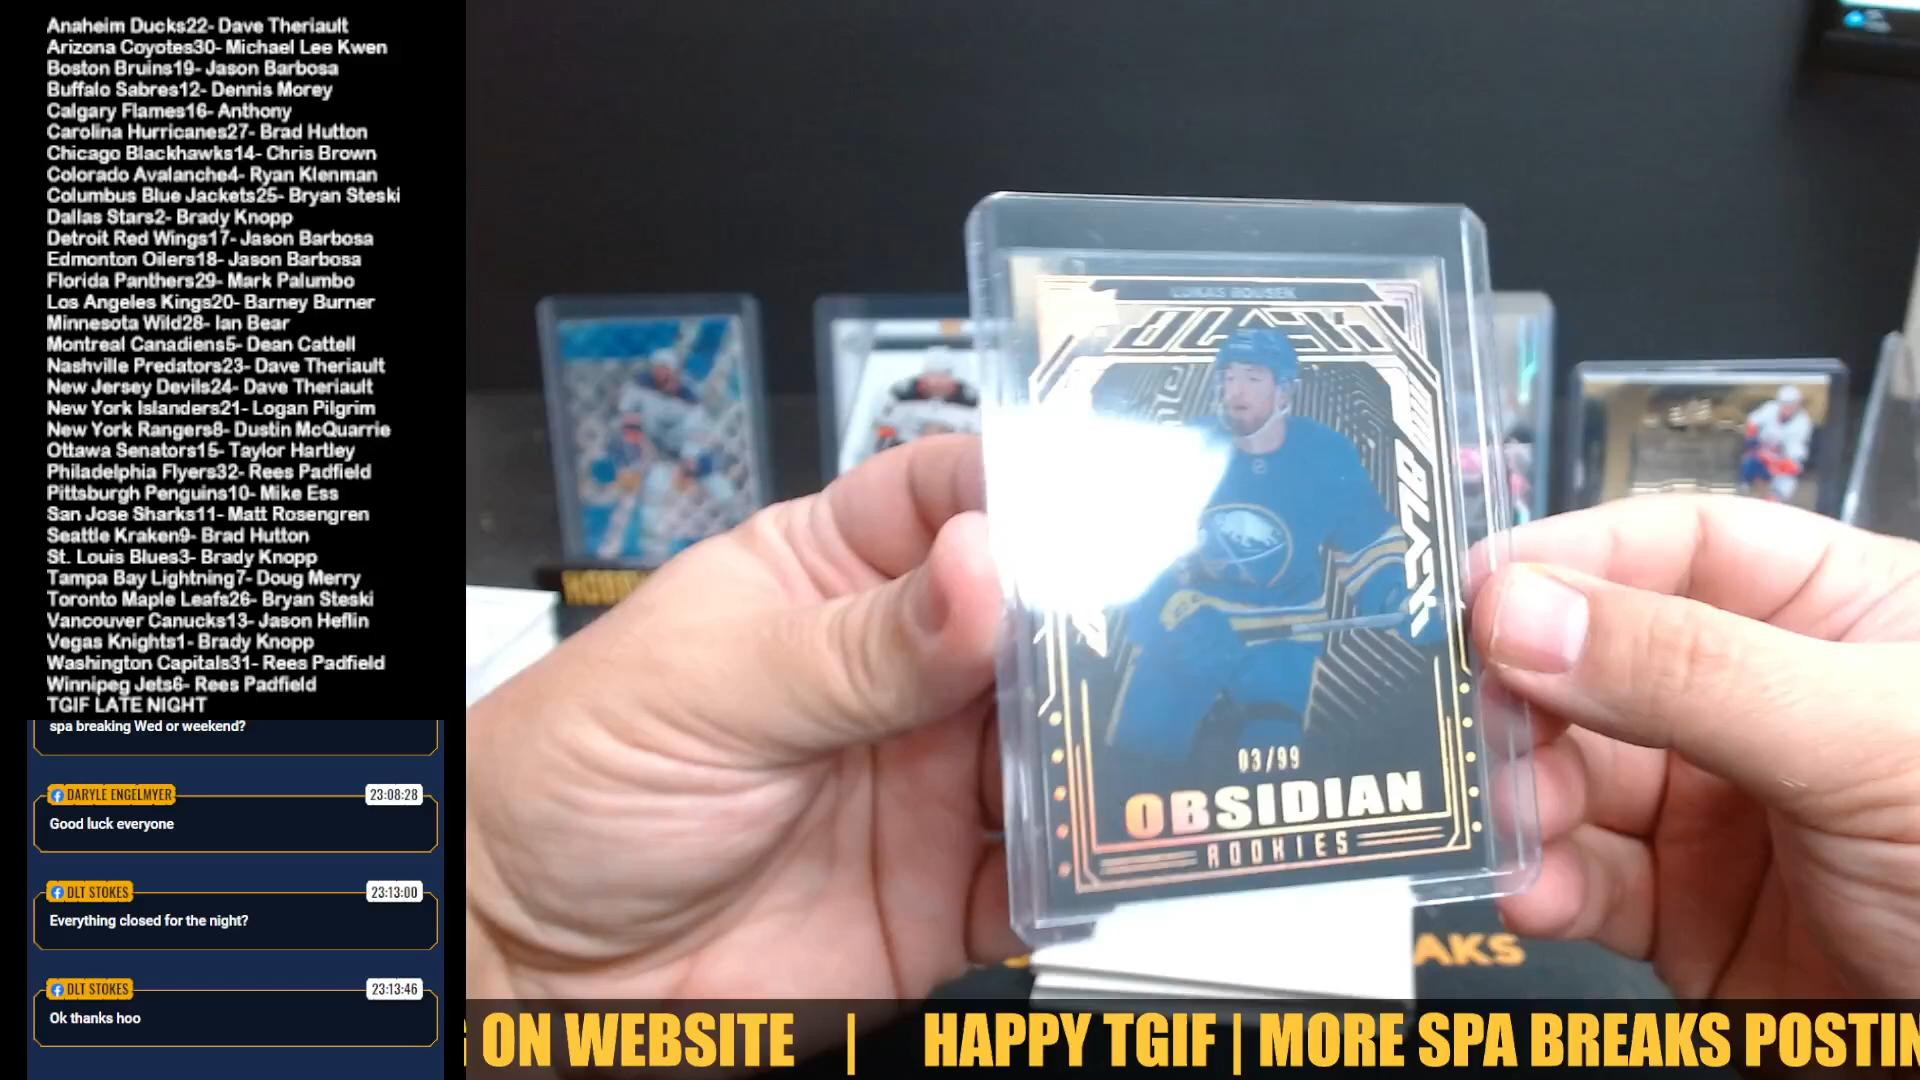 Anaheim Ducks22- Dave Theriault
Arizona Coyotes30- Michael Lee Kwen
Boston Bruins19- Jason Barbosa
Buffalo Sabres12- Dennis Morey
Calgary Flames16- Anthony
Carolina Hurricanes27- Brad Hutton
Chicago Blackhawks14- Chris Brown
Colorado Avalanche4- Ryan Klenman
Columbus Blue Jackets25- Bryan Steski
Dallas Stars2- Brady Knopp
Detroit Red Wings17- Jason Barbosa
Edmonton Oilers18- Jason Barbosa
Florida Panthers29- Mark Palumbo
Los Angeles Kings20- Barney Burner
Minnesota Wild28- Ian Bear
Montreal Canadiens5- Dean Cattell
Nashville Predators23- Dave Theriault
New Jersey Devils24- Dave Theriault
New York Islanders21- Logan Pilgrim
New York Rangers8- Dustin McQuarrie
Ottawa Senators15- Taylor Hartley
Philadelphia Flyers32- Rees Padfield
Pittsburgh Penguins10- Mike Ess
San Jose Sharks11- Matt Rosengren
Seattle Kraken9- Brad Hutton
St. Louis Blues3- Brady Knopp
Tampa Bay Lightning7- Doug Merry
Toronto Maple Leafs26- Bryan Steski
Vancouver Canucks13- Jason Heflin
Vegas Knights1- Brady Knopp
Washington Capitals31- Rees Padfield
Winnipeg Jets6- Rees Padfield
TGIF LATE NIGHT
spa breaking Wed or weekend?
DARYLE ENGELMYER 23:08:28
Good luck everyone
DLT STOKES 23:13:00
Everything closed for the night?
DLT STOKES 23:13:46
Ok thanks hoo
LUKAS ROUSEK
BLACK
BLACK
03/99
OBSIDIAN
ROOKIES
ON WEBSITE | HAPPY TGIF | MORE SPA BREAKS POSTIN